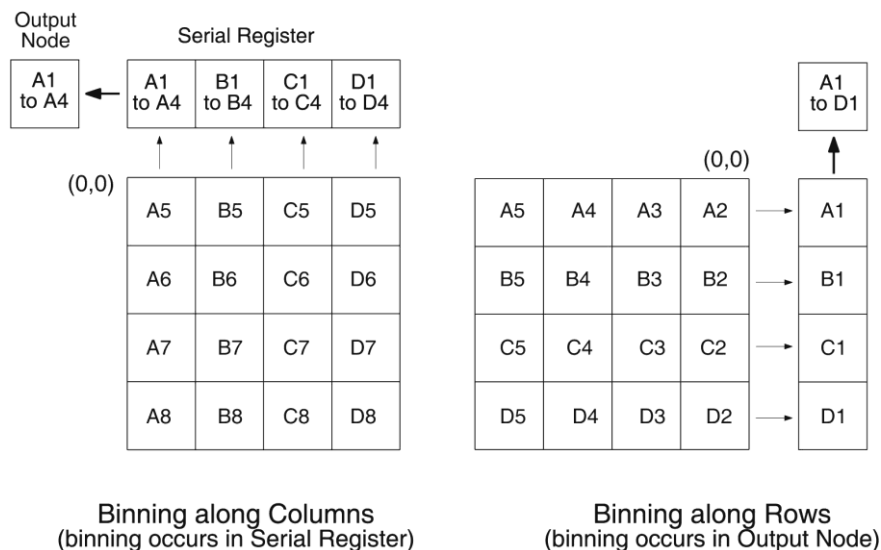 Output
Node
Serial Register
A1
to A4
A1
to A4
B1
to B4
C1
to C4
D1
to D4
(0,0)
A5 B5 C5 D5
A6 B6 C6 D6
A7 B7 C7 D7
A8 B8 C8 D8
Binning along Columns
(binning occurs in Serial Register)
A1
to D1
(0,0)
A5 A4 A3 A2 A1
B5 B4 B3 B2 B1
C5 C4 C3 C2 C1
D5 D4 D3 D2 D1
Binning along Rows
(binning occurs in Output Node)